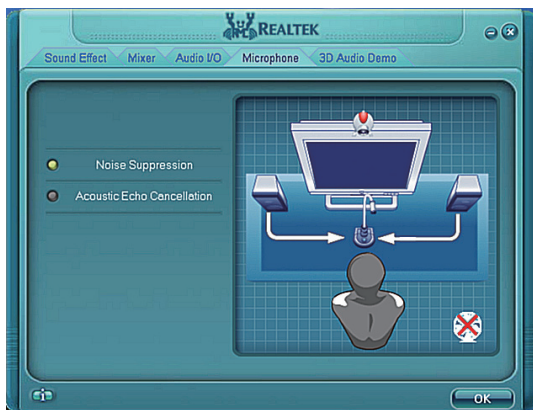 REALTEK
Sound Effect Mixer Audio I/O Microphone 3D Audio Demo
Noise Suppression
Acoustic Echo Cancellation
i
OK